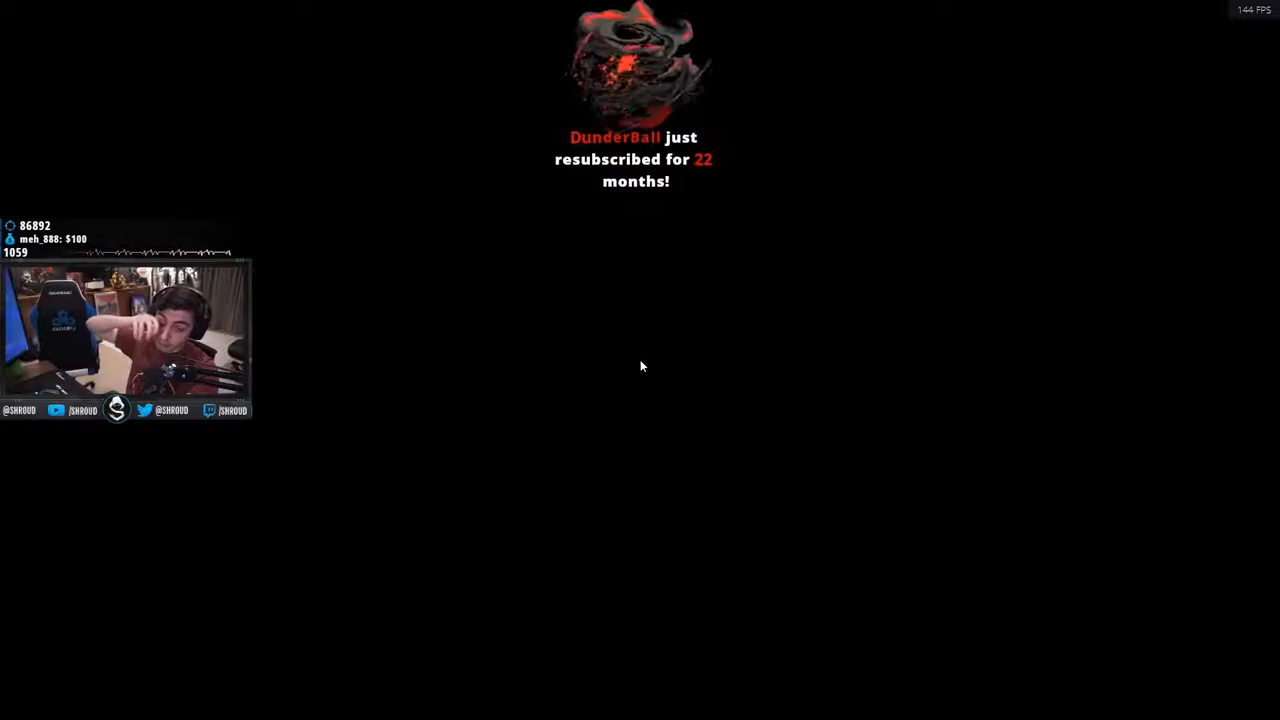 144 FPS
DunderBall just
resubscribed for 22
months!
86892
meh_888: $100
1059
@SHROUD /SHROUD @SHROUD /SHROUD